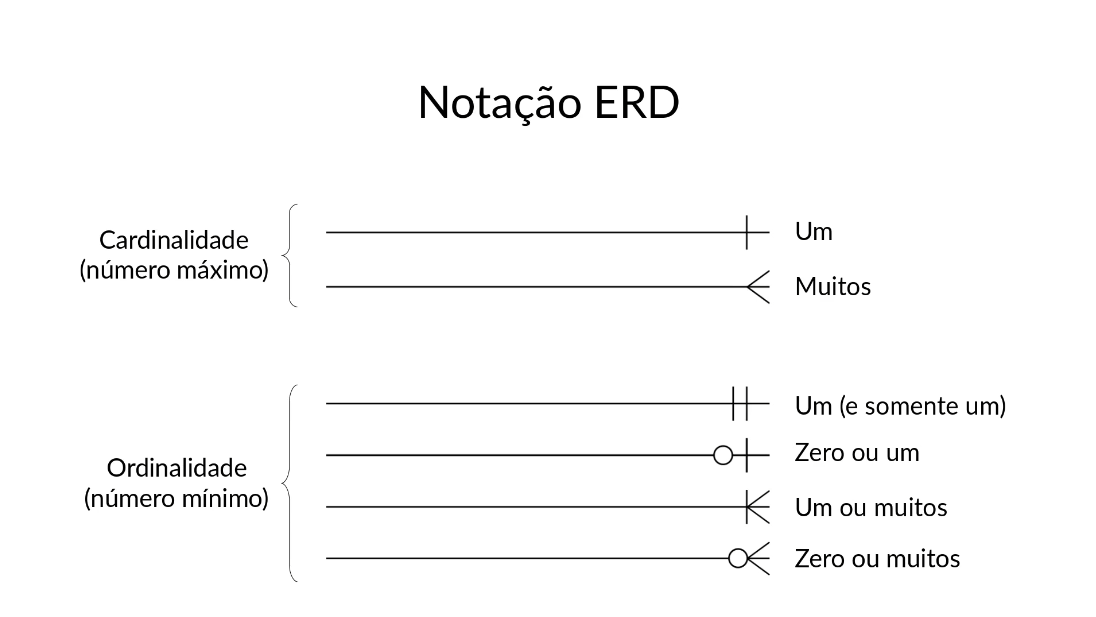 Notação ERD
Cardinalidade
(número máximo)
Um
Muitos
Ordinalidade
(número mínimo)
Um (e somente um)
Zero ou um
Um ou muitos
Zero ou muitos